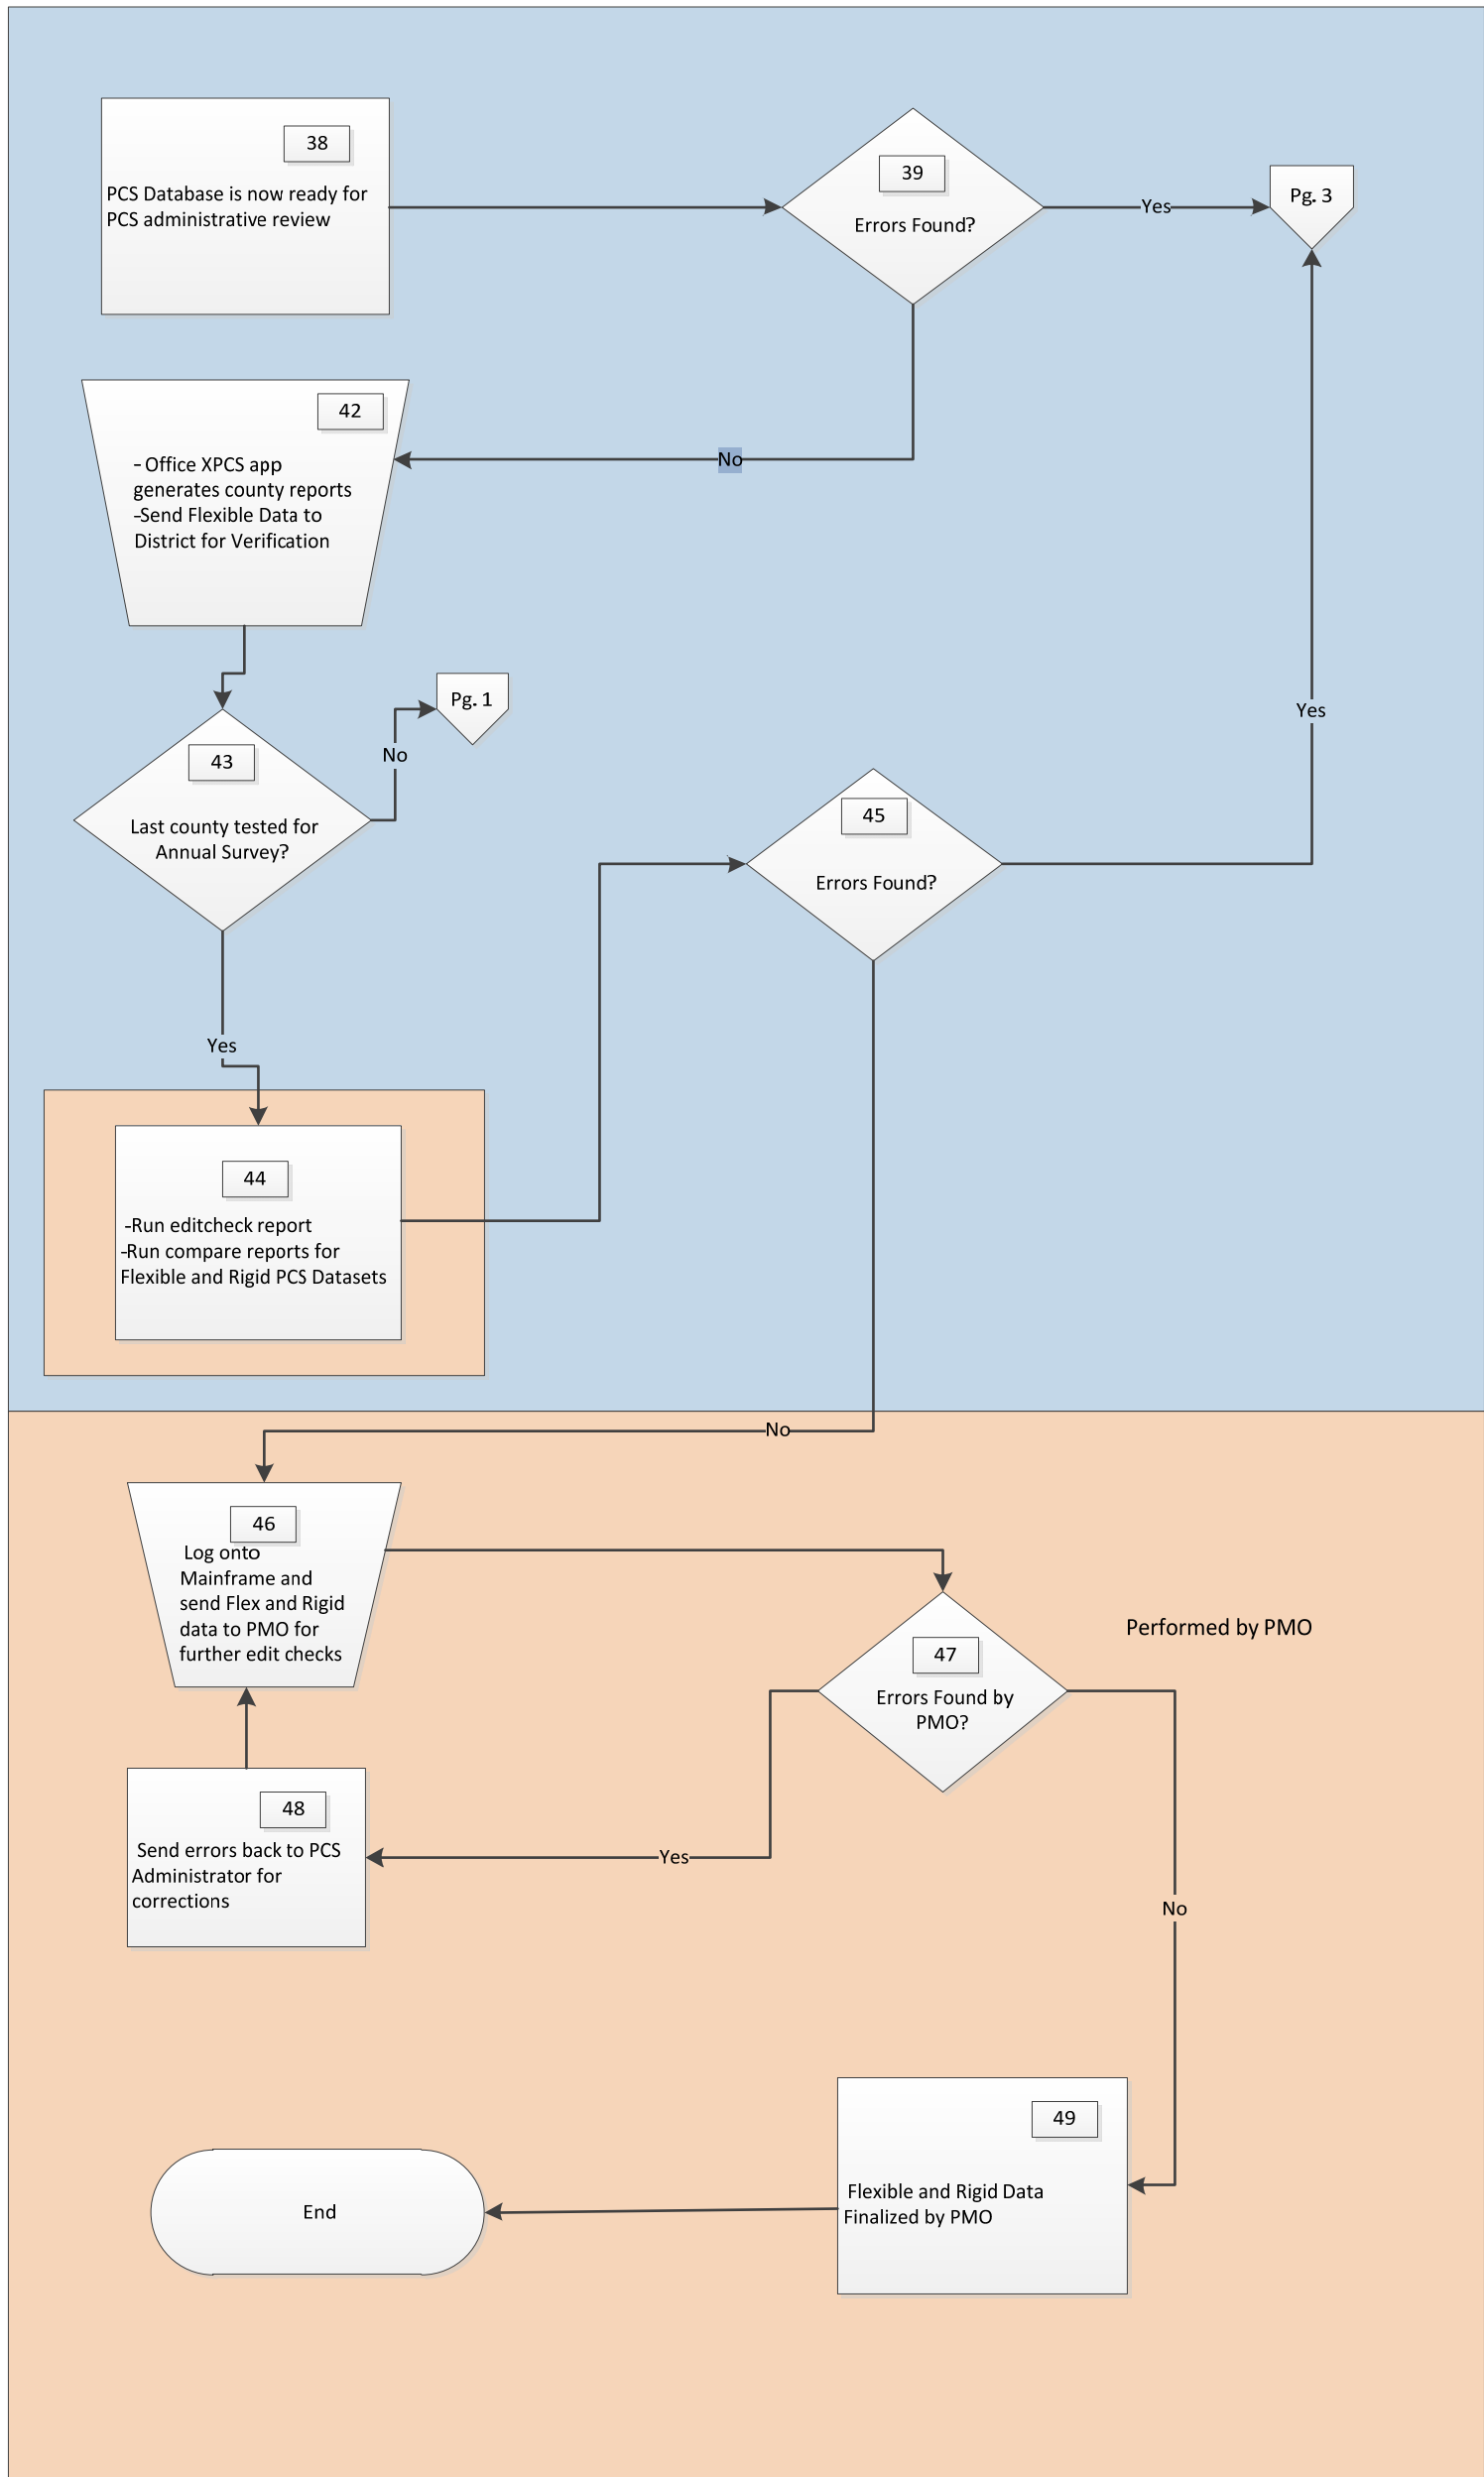 38
PCS Database is now ready for
PCS administrative review
39
Errors Found?
Yes
Pg. 3
42
- Office XPCS app
generates county reports
-Send Flexible Data to
District for Verification
No
43
Last county tested for
Annual Survey?
No
Pg. 1
45
Errors Found?
Yes
Yes
44
-Run editcheck report
-Run compare reports for
Flexible and Rigid PCS Datasets
No
46
Log onto
Mainframe and
send Flex and Rigid
data to PMO for
further edit checks
47
Errors Found by
PMO?
Performed by PMO
48
Send errors back to PCS
Administrator for
corrections
Yes
No
49
Flexible and Rigid Data
Finalized by PMO
End